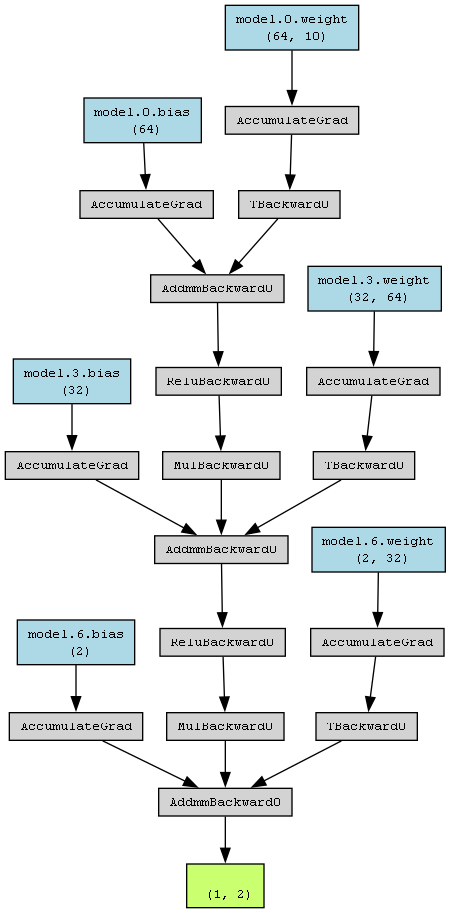 model.0.weight
(64, 10)
model.0.bias
(64)
AccumulateGrad
AccumulateGrad
TBackward0
AddmmBackward0
model.3.weight
(32, 64)
model.3.bias
(32)
ReluBackward0
AccumulateGrad
AccumulateGrad
MulBackward0
TBackward0
AddmmBackward0
model.6.weight
(2, 32)
model.6.bias
(2)
ReluBackward0
AccumulateGrad
AccumulateGrad
MulBackward0
TBackward0
AddmmBackward0
(1, 2)